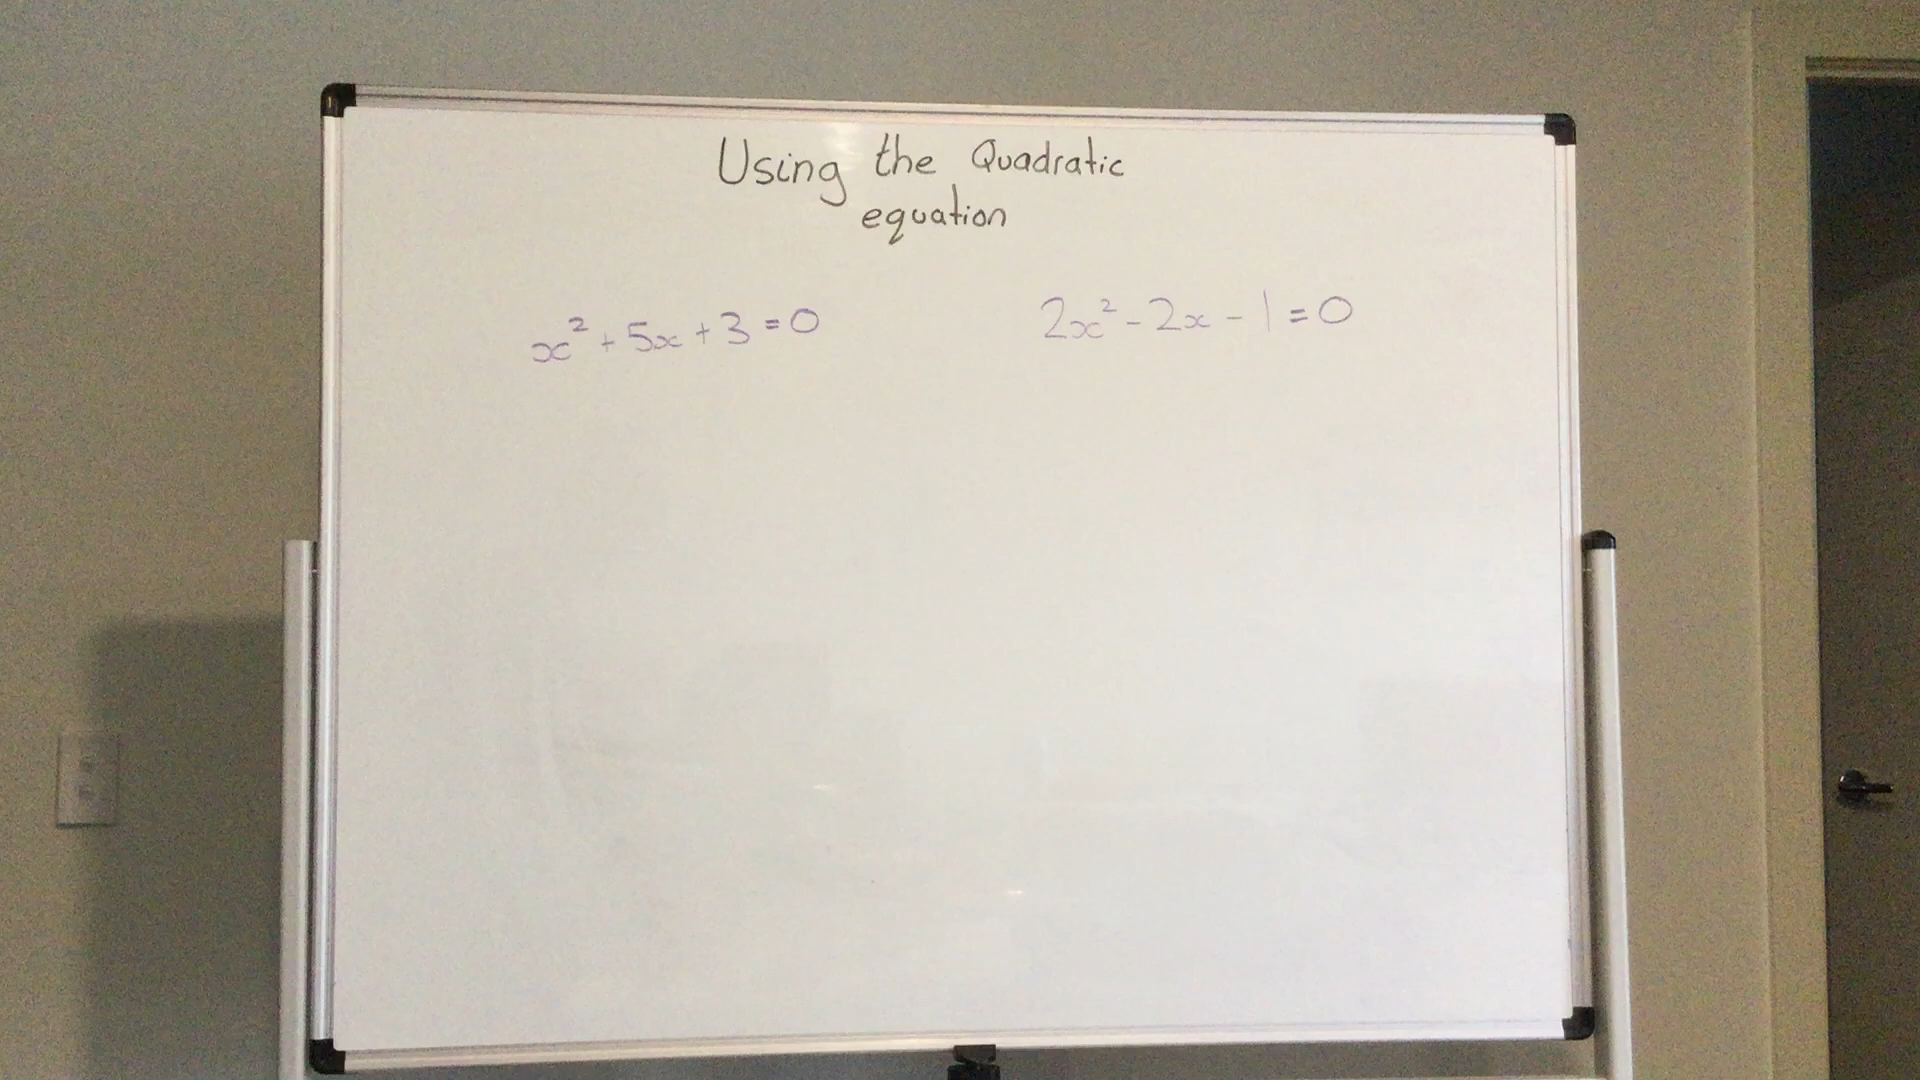 Using the Quadratic
equation
x² + 5x + 3 = 0
2x² - 2x - 1 = 0